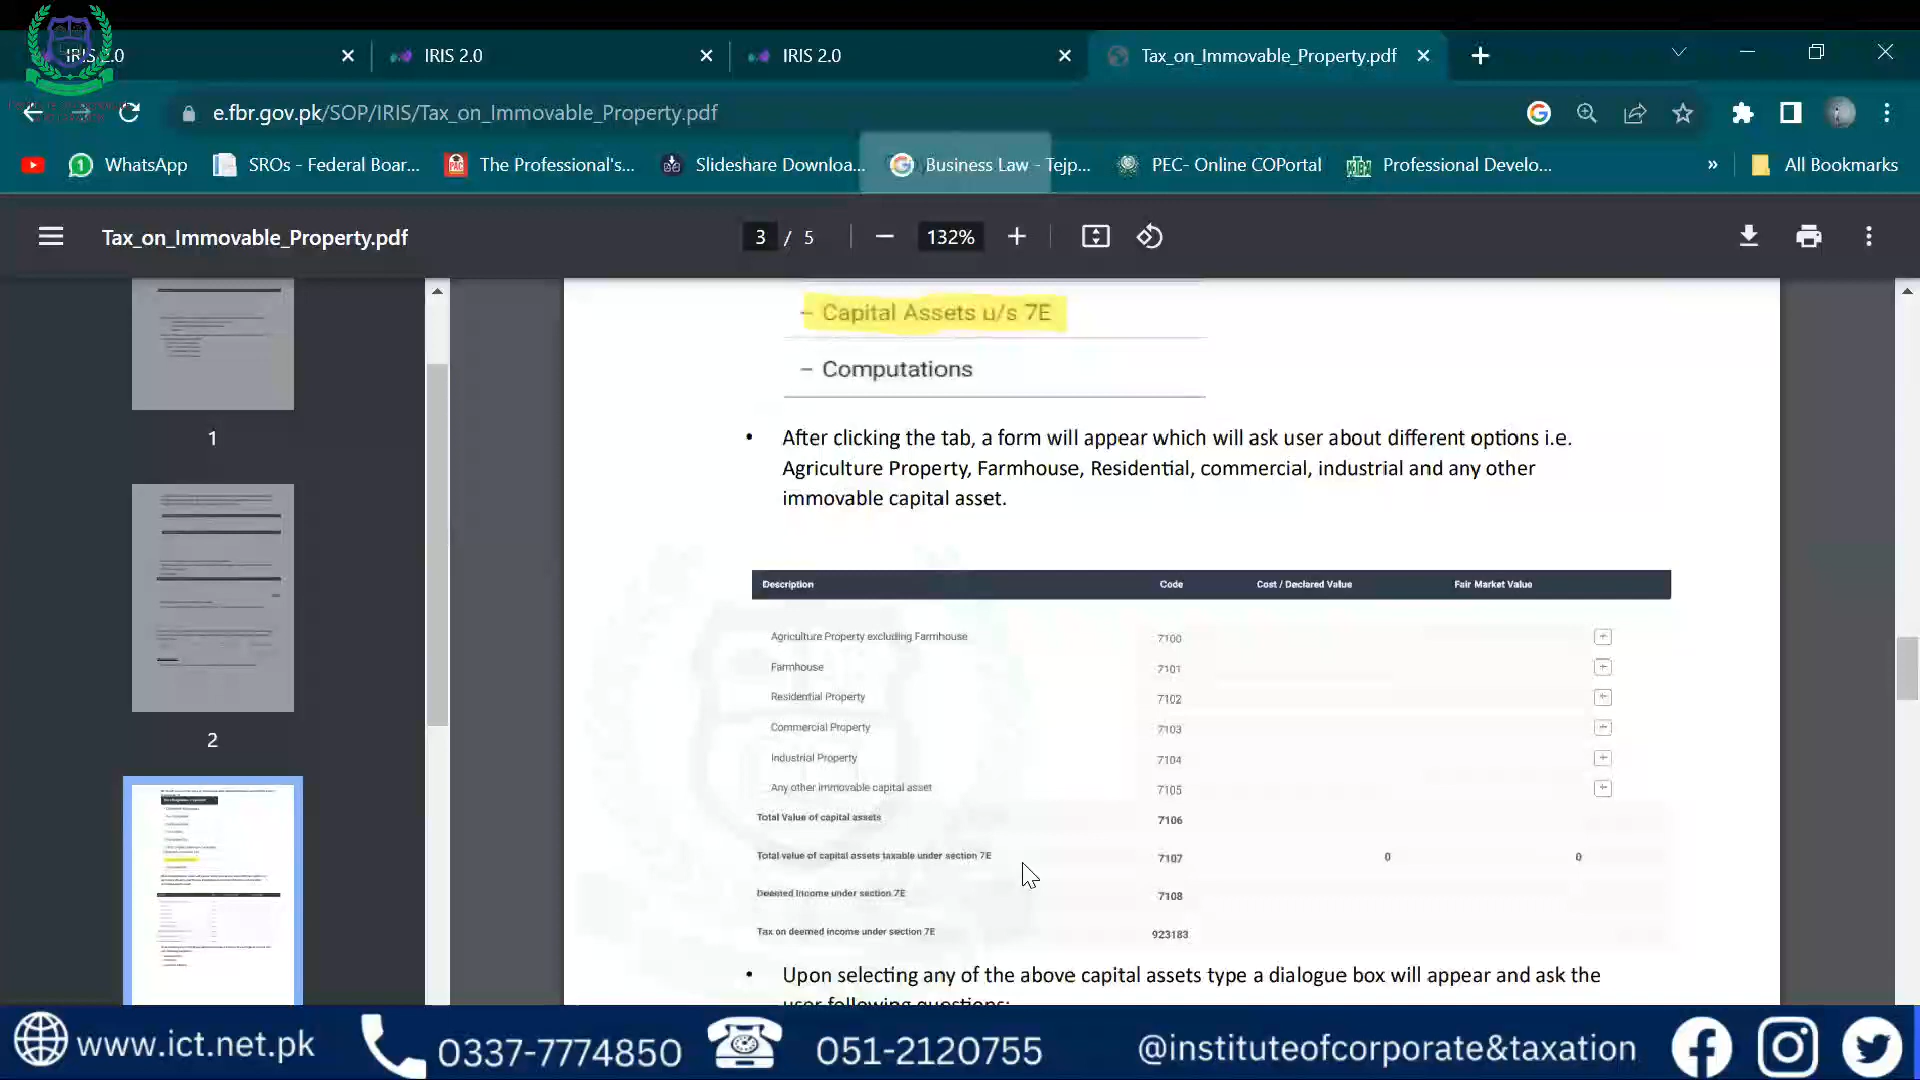 IRIS 2.0
IRIS 2.0
IRIS 2.0
Tax_on_Immovable_Property.pdf
e.fbr.gov.pk/SOP/IRIS/Tax_on_Immovable_Property.pdf
WhatsApp
SROs - Federal Boar...
The Professional's...
Slideshare Downloa...
Business Law - Tejp...
PEC- Online COPortal
Professional Develo...
»
All Bookmarks
Tax_on_Immovable_Property.pdf
3 / 5
132%
1
2
– Capital Assets u/s 7E
– Computations
• After clicking the tab, a form will appear which will ask user about different options i.e.
Agriculture Property, Farmhouse, Residential, commercial, industrial and any other
immovable capital asset.
Description Code Cost / Declared Value Fair Market Value
Agriculture Property excluding Farmhouse 7100 +
Farmhouse 7101 +
Residential Property 7102 +
Commercial Property 7103 +
Industrial Property 7104 +
Any other immovable capital asset 7105 +
Total Value of capital assets 7106
Total value of capital assets taxable under section 7E 7107 0 0
Deemed Income under section 7E 7108
Tax on deemed income under section 7E 923183
• Upon selecting any of the above capital assets type a dialogue box will appear and ask the
user following questions:
www.ict.net.pk
0337-7774850
051-2120755
@instituteofcorporate&taxation